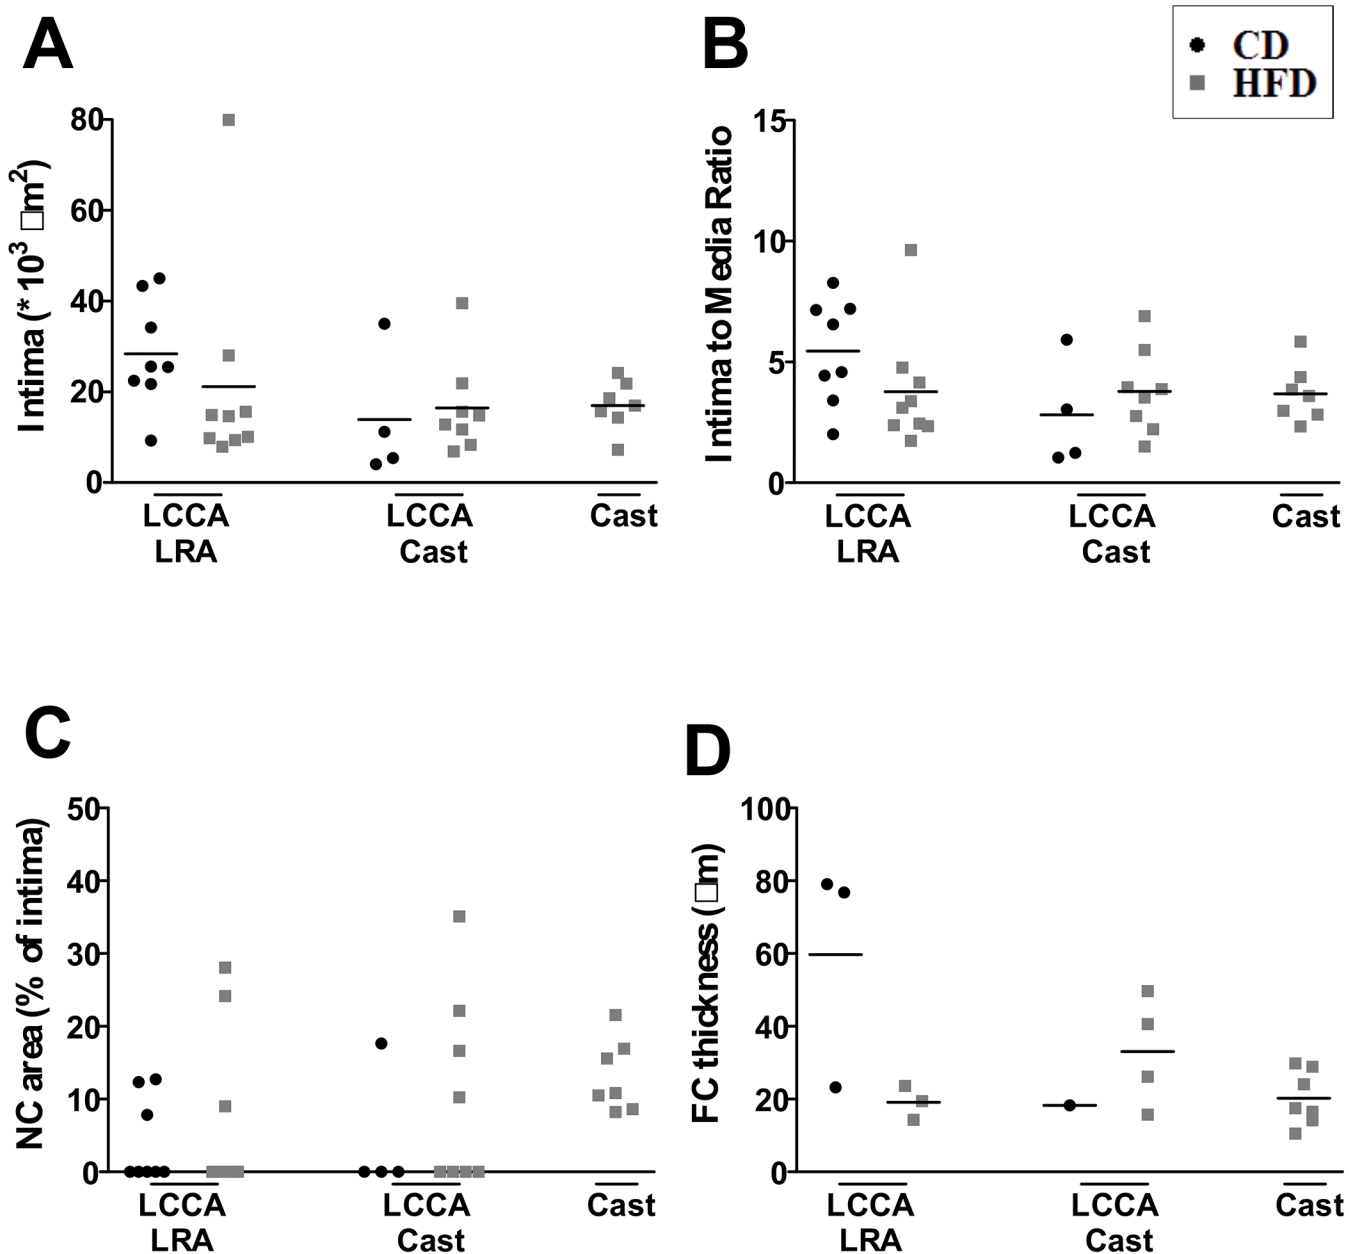 A
B
CD
HFD
Intima (*10³ □m²)
80
60
40
20
0
LCCA
LRA
LCCA
Cast
Cast
Intima to Media Ratio
15
10
5
0
LCCA
LRA
LCCA
Cast
Cast
C
D
NC area (% of intima)
50
40
30
20
10
0
LCCA
LRA
LCCA
Cast
Cast
FC thickness (□m)
100
80
60
40
20
0
LCCA
LRA
LCCA
Cast
Cast